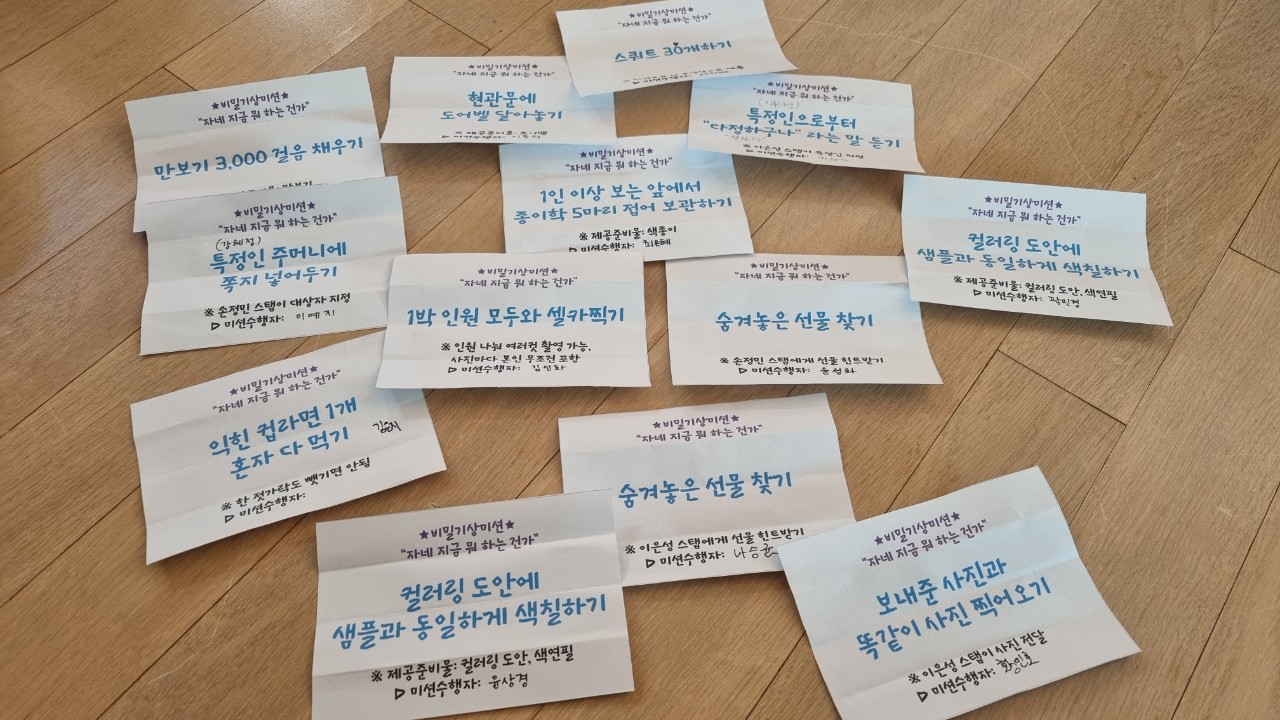 ★비밀기상미션★
"자네 지금 뭐 하는 건가"
스쿼트 30개하기
★비밀기상미션★
"자네 지금 뭐 하는 건가"
현관문에
도어벨 달아놓기
▷ 미션수행자:
★비밀기상미션★
"자네 지금 뭐 하는 건가"
특정인으로부터
"다정하구나" 라는 말 듣기
※ 이은성 스탭이 특정인 지정
▷ 미션수행자:
★비밀기상미션★
"자네 지금 뭐 하는 건가"
만보기 3,000 걸음 채우기
★비밀기상미션★
"자네 지금 뭐 하는 건가"
1인 이상 보는 앞에서
종이학 5마리 접어 보관하기
※ 제공준비물: 색종이
▷ 미션수행자: 최은혜
★비밀기상미션★
"자네 지금 뭐 하는 건가"
(강혜정)
특정인 주머니에
쪽지 넣어두기
※ 손정민 스탭이 대상자 지정
▷ 미션수행자: 이예지
★비밀기상미션★
"자네 지금 뭐 하는 건가"
컬러링 도안에
샘플과 동일하게 색칠하기
※ 제공준비물: 컬러링 도안, 색연필
▷ 미션수행자: 곽민경
★비밀기상미션★
"자네 지금 뭐 하는 건가"
1박 인원 모두와 셀카찍기
※ 인원 나눠 여러컷 촬영 가능,
사진마다 본인 무조건 포함
▷ 미션수행자:
★비밀기상미션★
"자네 지금 뭐 하는 건가"
숨겨놓은 선물 찾기
※ 손정민 스탭에게 선물 힌트받기
▷ 미션수행자: 윤성화
★비밀기상미션★
"자네 지금 뭐 하는 건가"
익힌 컵라면 1개
혼자 다 먹기
※ 한 젓가락도 뺏기면 안됨
▷ 미션수행자:
★비밀기상미션★
"자네 지금 뭐 하는 건가"
숨겨놓은 선물 찾기
※ 이은성 스탭에게 선물 힌트받기
▷ 미션수행자: 나승훈
★비밀기상미션★
"자네 지금 뭐 하는 건가"
컬러링 도안에
샘플과 동일하게 색칠하기
※ 제공준비물: 컬러링 도안, 색연필
▷ 미션수행자: 윤상경
★비밀기상미션★
"자네 지금 뭐 하는 건가"
보내준 사진과
똑같이 사진 찍어오기
※ 이은성 스탭이 사진 전달
▷ 미션수행자: 황인호